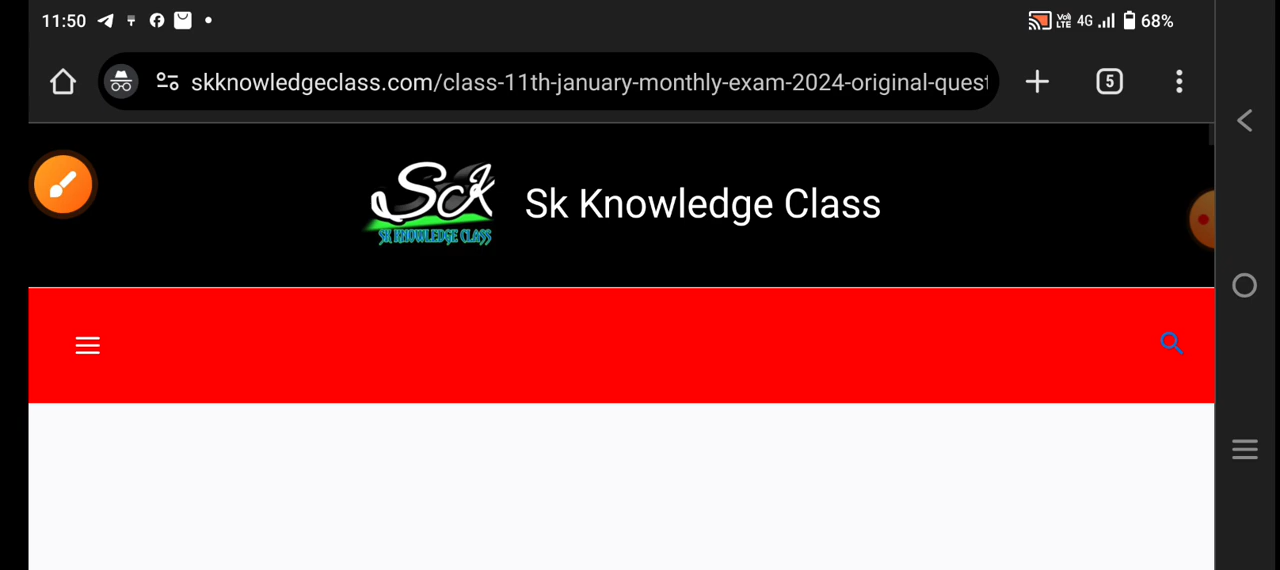 11:50 4G 68%
skknowledgeclass.com/class-11th-january-monthly-exam-2024-original-quest
5
Sck
SK KNOWLEDGE CLASS
Sk Knowledge Class